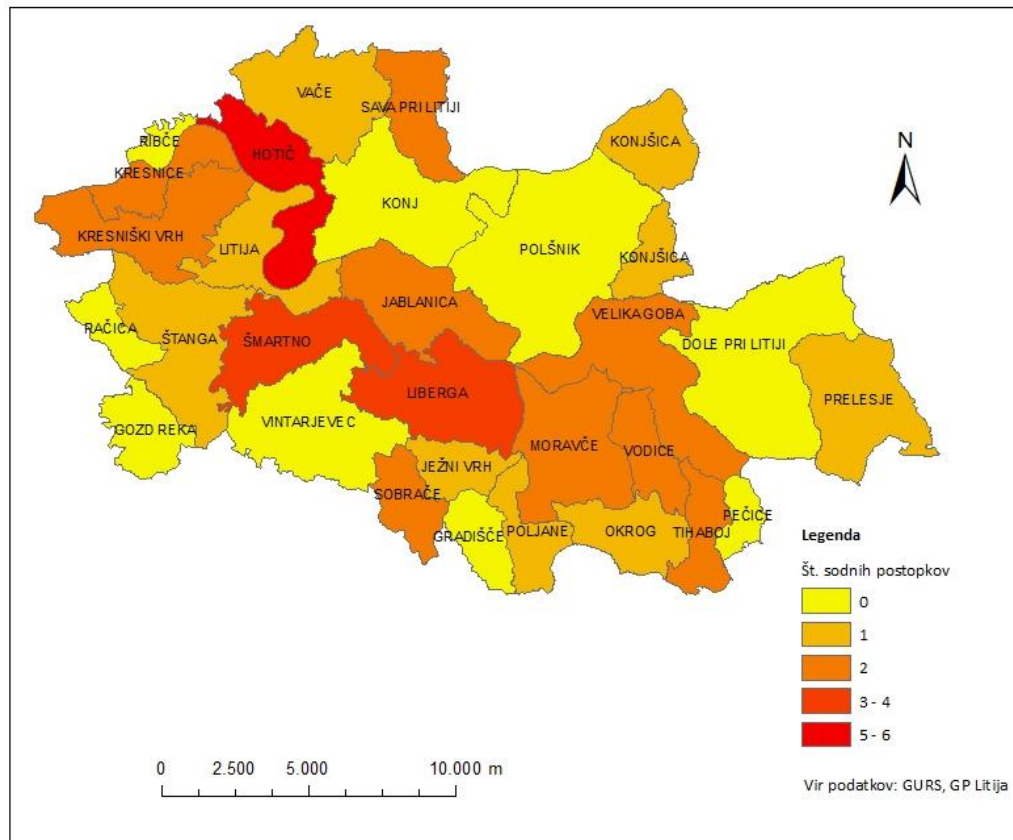 VAČE
SAVA PRI LITIJI
RIBČE
HOTIČ
KONJŠICA
N
KRESNICE
KONJ
KRESNIŠKI VRH
LITIJA
POLŠNIK
KONJŠICA
JABLANICA
VELIKA GOBA
RAČICA
ŠTANGA
ŠMARTNO
DOLE PRI LITIJI
LIBERGA
PRELESJE
GOZD REKA
VINTARJEVEC
MORAVČE
VODICE
JEŽNI VRH
SOBRAČE
PEČICE
GRADIŠČE
POLJANE
OKROG
TIHABOJ
Legenda
Št. sodnih postopkov
0
1
2
3 - 4
5 - 6
0 2.500 5.000 10.000 m
Vir podatkov: GURS, GP Litija